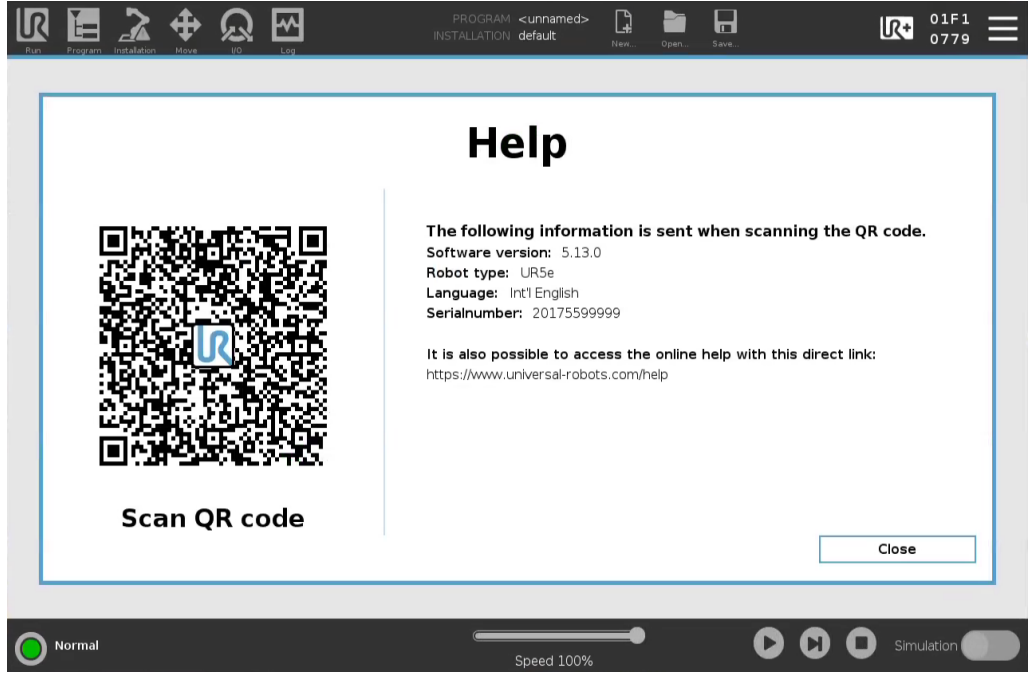 PROGRAM <unnamed>
INSTALLATION default
01F1
0779
Run Program Installation Move I/O Log New... Open... Save...
Help
The following information is sent when scanning the QR code.
Software version: 5.13.0
Robot type: UR5e
Language: Int'l English
Serialnumber: 20175599999
It is also possible to access the online help with this direct link:
https://www.universal-robots.com/help
Scan QR code
Close
Normal
Speed 100%
Simulation